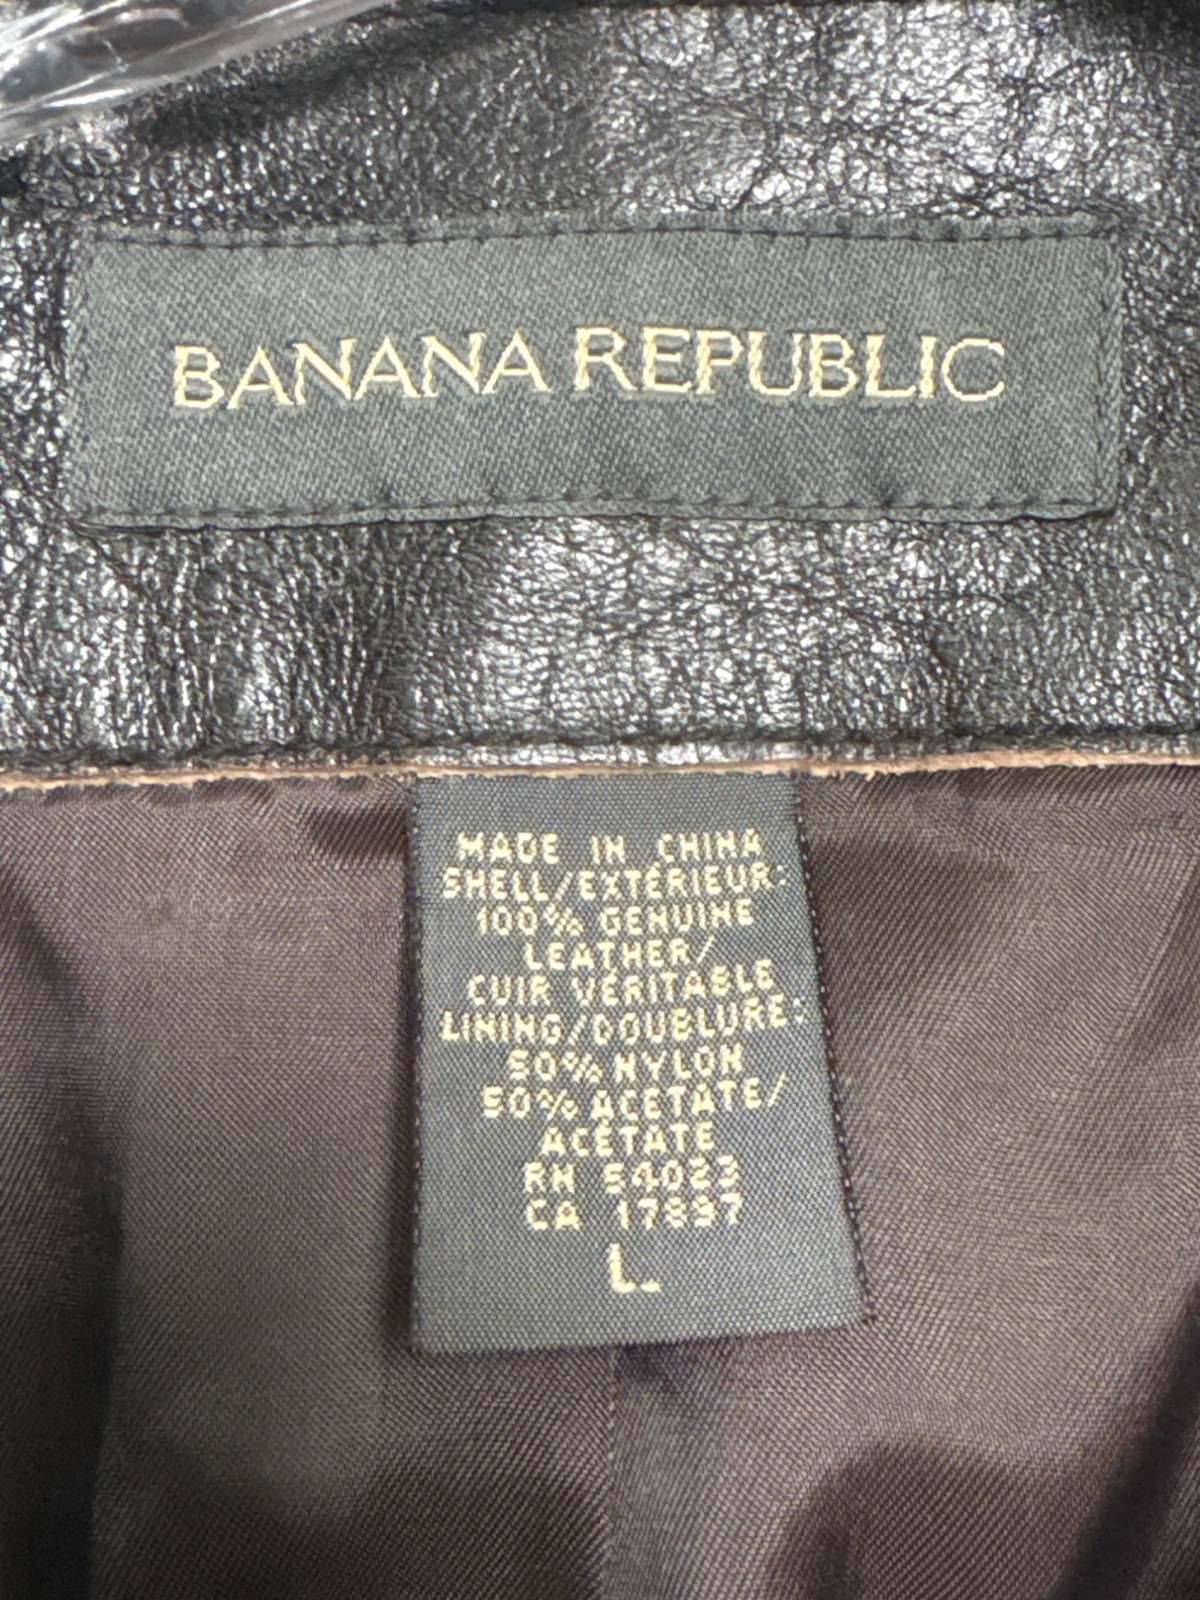 BANANA REPUBLIC
MADE IN CHINA
SHELL/EXTÉRIEUR:
100% GENUINE
LEATHER/
CUIR VÉRITABLE
LINING/DOUBLURE:
50% NYLON
50% ACETATE/
ACÉTATE
RN 54023
CA 17897
L